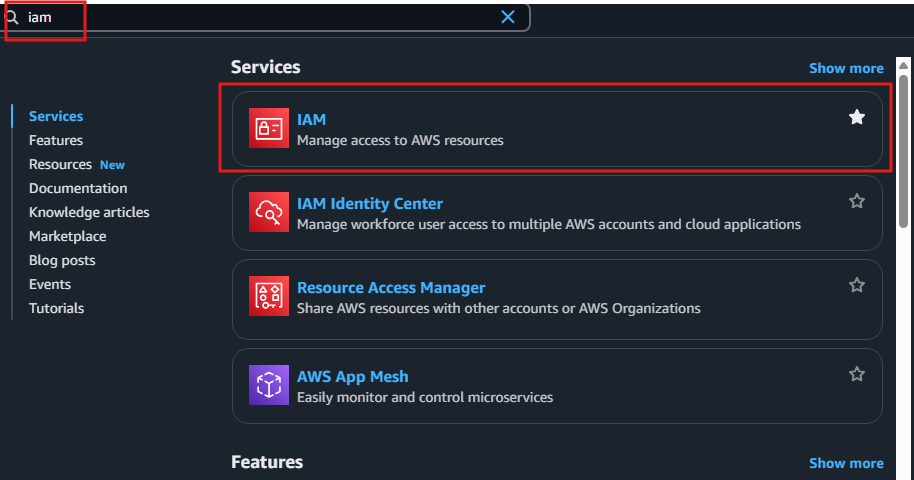 iam
Services
Show more
Services
Features
Resources New
Documentation
Knowledge articles
Marketplace
Blog posts
Events
Tutorials
IAM
Manage access to AWS resources
IAM Identity Center
Manage workforce user access to multiple AWS accounts and cloud applications
Resource Access Manager
Share AWS resources with other accounts or AWS Organizations
AWS App Mesh
Easily monitor and control microservices
Features
Show more